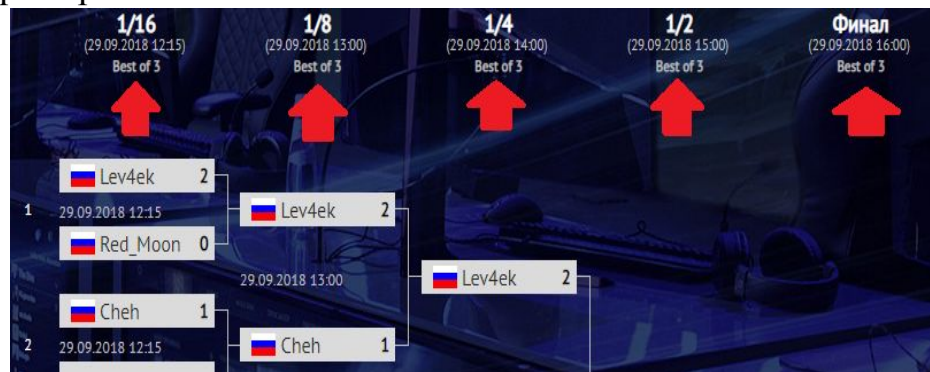 1/16
(29.09.2018 12:15)
Best of 3
1/8
(29.09.2018 13:00)
Best of 3
1/4
(29.09.2018 14:00)
Best of 3
1/2
(29.09.2018 15:00)
Best of 3
Финал
(29.09.2018 16:00)
Best of 3
Lev4ek 2
1 29.09.2018 12:15
Red_Moon 0
Lev4ek 2
29.09.2018 13:00
Lev4ek 2
Cheh 1
2 29.09.2018 12:15
Cheh 1